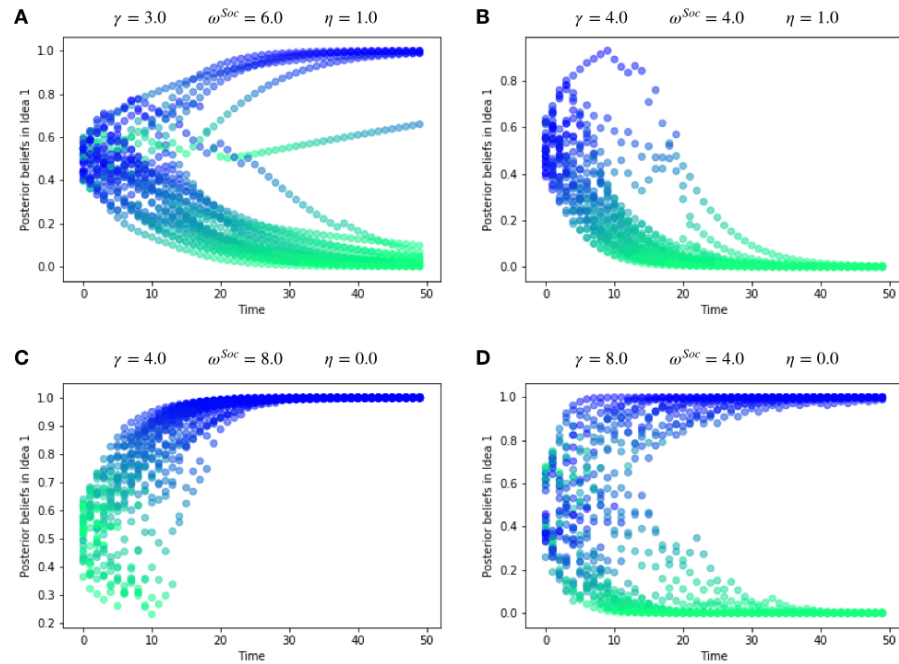 A γ = 3.0 ω^Soc = 6.0 η = 1.0
Posterior beliefs in Idea 1
1.0
0.8
0.6
0.4
0.2
0.0
0 10 20 30 40 50
Time
B γ = 4.0 ω^Soc = 4.0 η = 1.0
Posterior beliefs in Idea 1
0.8
0.6
0.4
0.2
0.0
0 10 20 30 40 50
Time
C γ = 4.0 ω^Soc = 8.0 η = 0.0
Posterior beliefs in Idea 1
1.0
0.9
0.8
0.7
0.6
0.5
0.4
0.3
0.2
0 10 20 30 40 50
Time
D γ = 8.0 ω^Soc = 4.0 η = 0.0
Posterior beliefs in Idea 1
1.0
0.8
0.6
0.4
0.2
0.0
0 10 20 30 40 50
Time